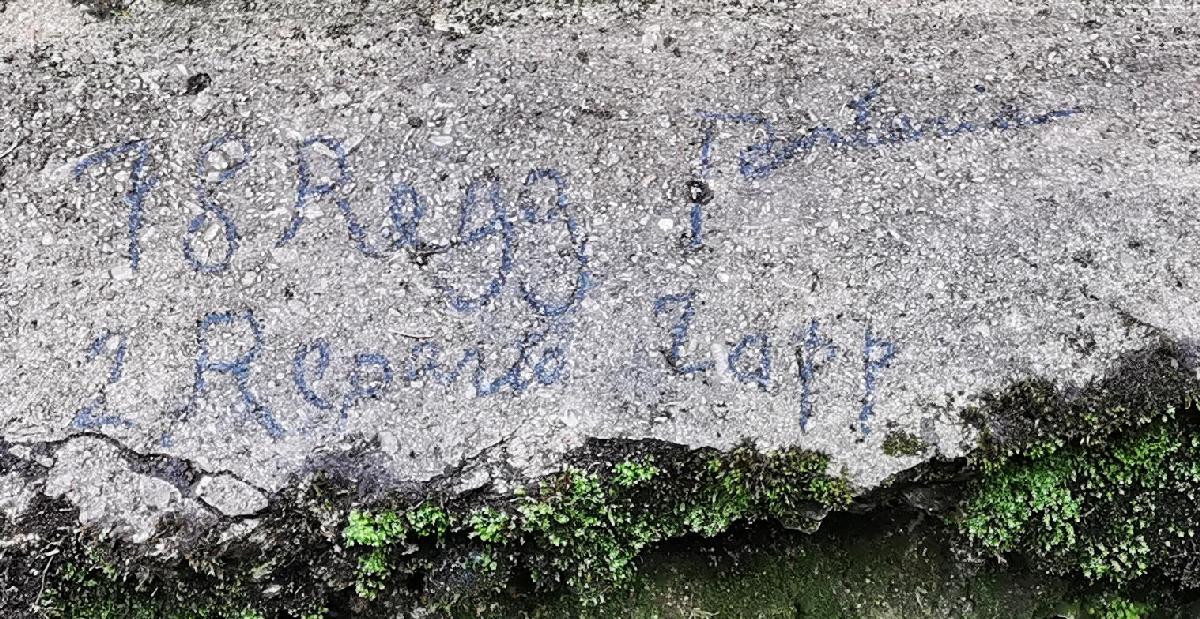 78 Regg Fanteria
2 Reparto Zapp